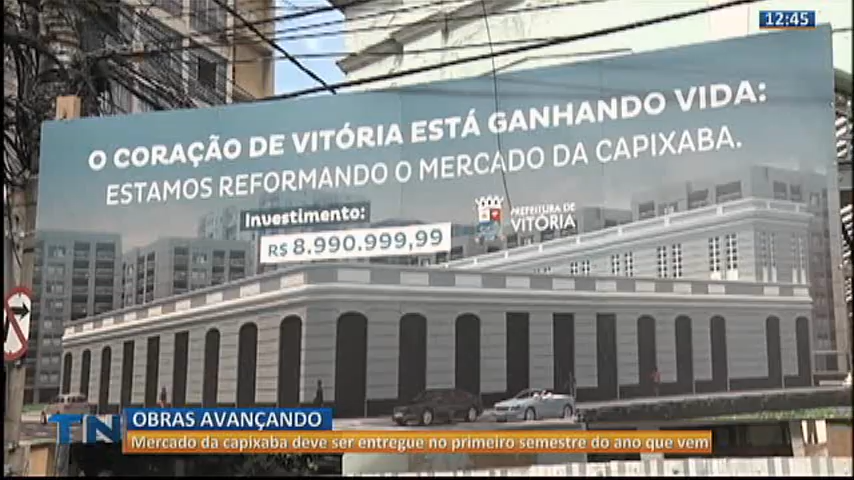 12:45
O CORAÇÃO DE VITÓRIA ESTÁ GANHANDO VIDA:
ESTAMOS REFORMANDO O MERCADO DA CAPIXABA.
Investimento:
R$ 8.990.999,99
PREFEITURA DE
VITÓRIA
TN
OBRAS AVANÇANDO
Mercado da capixaba deve ser entregue no primeiro semestre do ano que vem